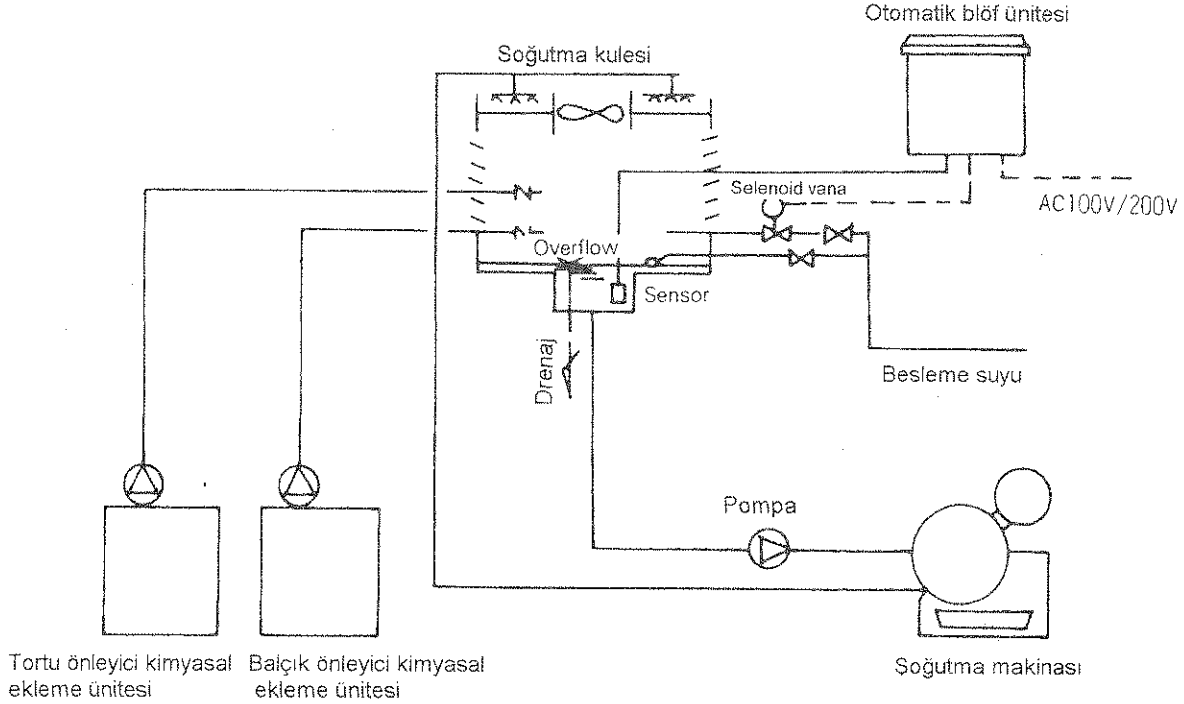 Otomatik blöf ünitesi
Soğutma kulesi
Selenoid vana
AC100V/200V
Overflow
Sensor
Drenaj
Besleme suyu
Pompa
Tortu önleyici kimyasal
ekleme ünitesi
Balçık önleyici kimyasal
ekleme ünitesi
Şoğutma makinası